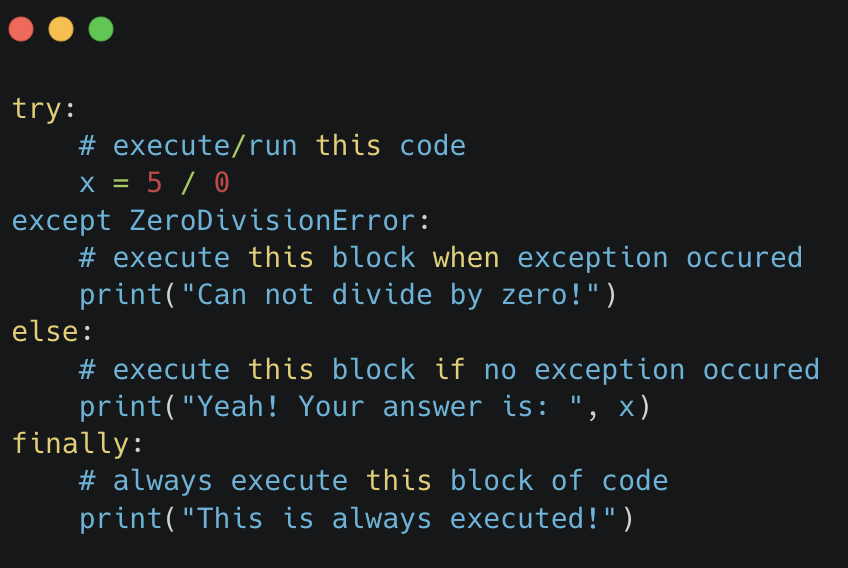 try:
    # execute/run this code
    x = 5 / 0
except ZeroDivisionError:
    # execute this block when exception occured
    print("Can not divide by zero!")
else:
    # execute this block if no exception occured
    print("Yeah! Your answer is: ", x)
finally:
    # always execute this block of code
    print("This is always executed!")